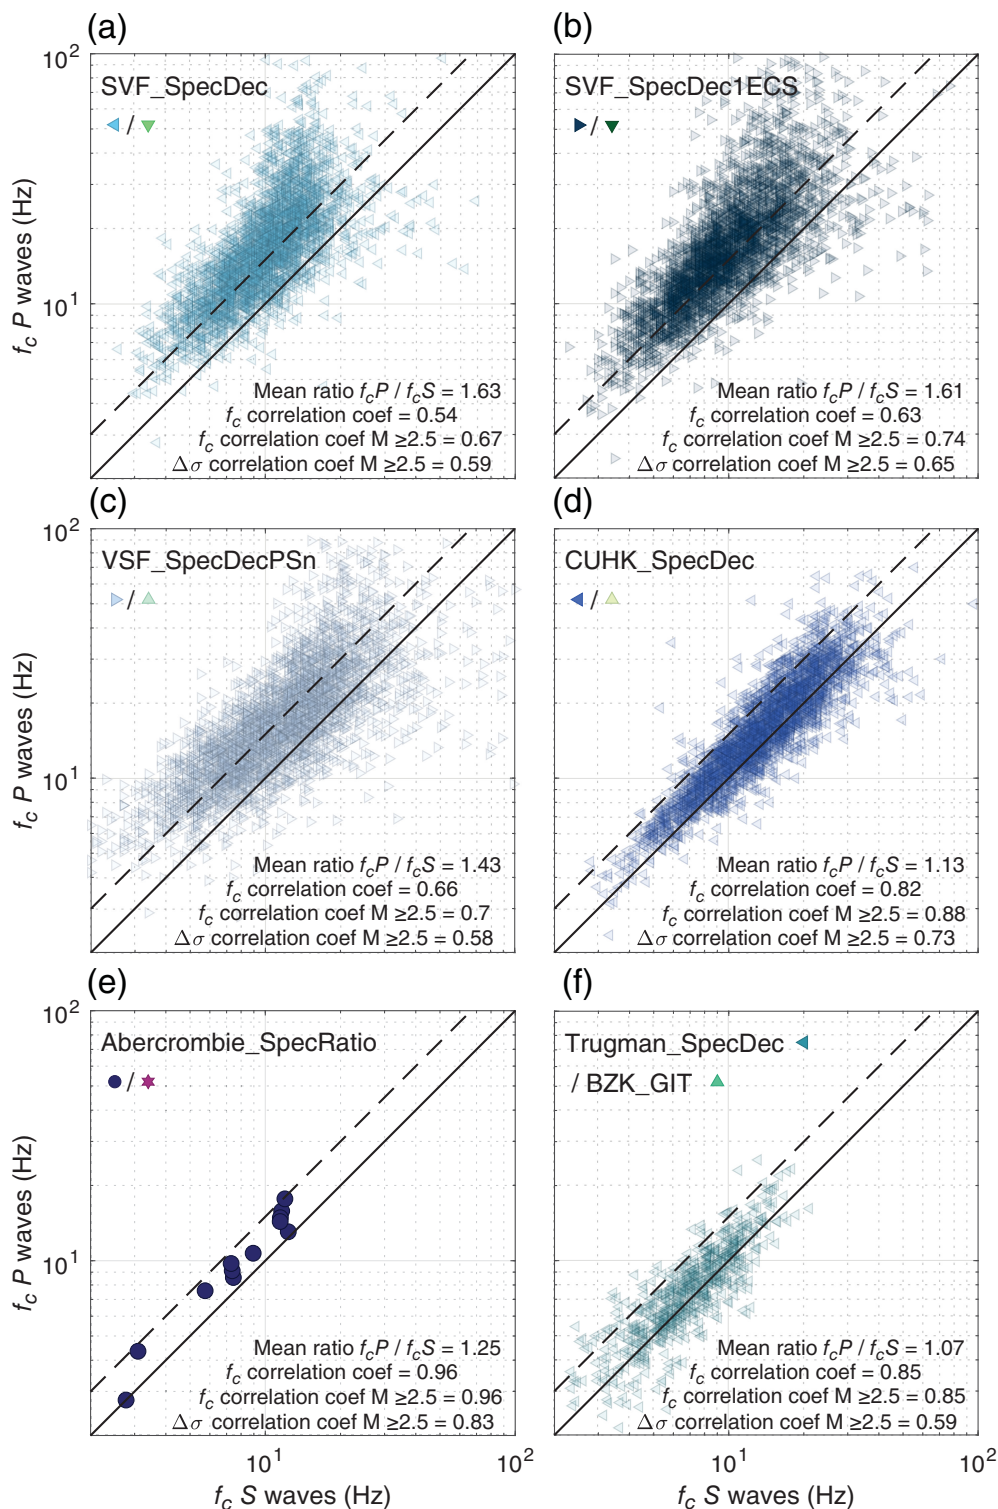 (a)
(b)
10²
SVF_SpecDec
/
SVF_SpecDec1ECS
/
f_c P waves (Hz)
10¹
Mean ratio f_cP / f_cS = 1.63
f_c correlation coef = 0.54
f_c correlation coef M ≥2.5 = 0.67
Δσ correlation coef M ≥2.5 = 0.59
Mean ratio f_cP / f_cS = 1.61
f_c correlation coef = 0.63
f_c correlation coef M ≥2.5 = 0.74
Δσ correlation coef M ≥2.5 = 0.65
(c)
(d)
10²
VSF_SpecDecPSn
/
CUHK_SpecDec
/
f_c P waves (Hz)
10¹
Mean ratio f_cP / f_cS = 1.43
f_c correlation coef = 0.66
f_c correlation coef M ≥2.5 = 0.7
Δσ correlation coef M ≥2.5 = 0.58
Mean ratio f_cP / f_cS = 1.13
f_c correlation coef = 0.82
f_c correlation coef M ≥2.5 = 0.88
Δσ correlation coef M ≥2.5 = 0.73
(e)
(f)
10²
Abercrombie_SpecRatio
/
Trugman_SpecDec
/ BZK_GIT
f_c P waves (Hz)
10¹
Mean ratio f_cP / f_cS = 1.25
f_c correlation coef = 0.96
f_c correlation coef M ≥2.5 = 0.96
Δσ correlation coef M ≥2.5 = 0.83
Mean ratio f_cP / f_cS = 1.07
f_c correlation coef = 0.85
f_c correlation coef M ≥2.5 = 0.85
Δσ correlation coef M ≥2.5 = 0.59
10¹
10²
10¹
10²
f_c S waves (Hz)
f_c S waves (Hz)